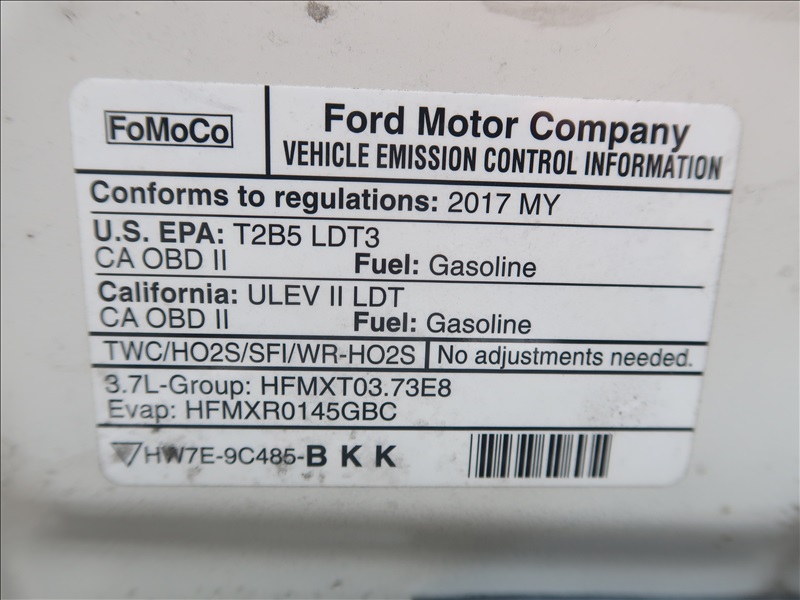 FoMoCo
Ford Motor Company
VEHICLE EMISSION CONTROL INFORMATION
Conforms to regulations: 2017 MY
U.S. EPA: T2B5 LDT3
CA OBD II Fuel: Gasoline
California: ULEV II LDT
CA OBD II Fuel: Gasoline
TWC/HO2S/SFI/WR-HO2S No adjustments needed.
3.7L-Group: HFMXT03.73E8
Evap: HFMXR0145GBC
HW7E-9C485-B K K